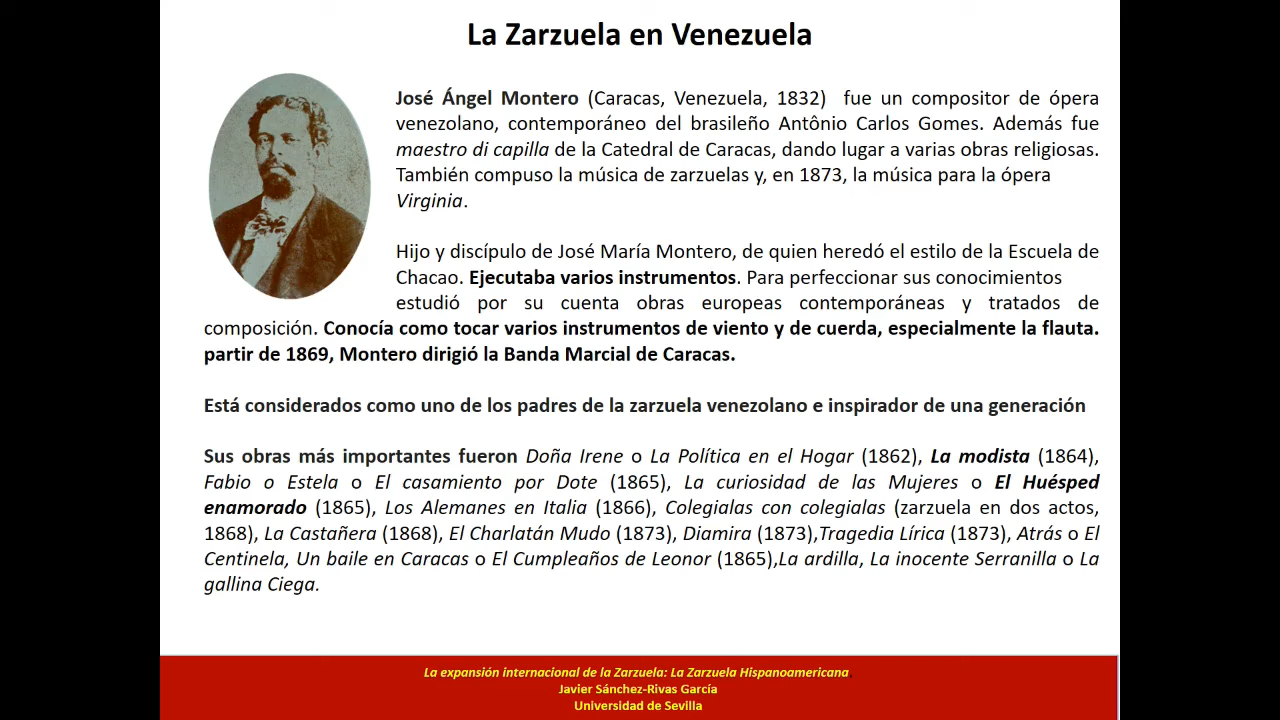 La Zarzuela en Venezuela
José Ángel Montero (Caracas, Venezuela, 1832) fue un compositor de ópera
venezolano, contemporáneo del brasileño Antônio Carlos Gomes. Además fue
maestro di capilla de la Catedral de Caracas, dando lugar a varias obras religiosas.
También compuso la música de zarzuelas y, en 1873, la música para la ópera
Virginia.
Hijo y discípulo de José María Montero, de quien heredó el estilo de la Escuela de
Chacao. Ejecutaba varios instrumentos. Para perfeccionar sus conocimientos
estudió por su cuenta obras europeas contemporáneas y tratados de
composición. Conocía como tocar varios instrumentos de viento y de cuerda, especialmente la flauta.
partir de 1869, Montero dirigió la Banda Marcial de Caracas.
Está considerados como uno de los padres de la zarzuela venezolano e inspirador de una generación
Sus obras más importantes fueron Doña Irene o La Política en el Hogar (1862), La modista (1864),
Fabio o Estela o El casamiento por Dote (1865), La curiosidad de las Mujeres o El Huésped
enamorado (1865), Los Alemanes en Italia (1866), Colegialas con colegialas (zarzuela en dos actos,
1868), La Castañera (1868), El Charlatán Mudo (1873), Diamira (1873),Tragedia Lírica (1873), Atrás o El
Centinela, Un baile en Caracas o El Cumpleaños de Leonor (1865),La ardilla, La inocente Serranilla o La
gallina Ciega.
La expansión internacional de la Zarzuela: La Zarzuela Hispanoamericana
Javier Sánchez-Rivas García
Universidad de Sevilla